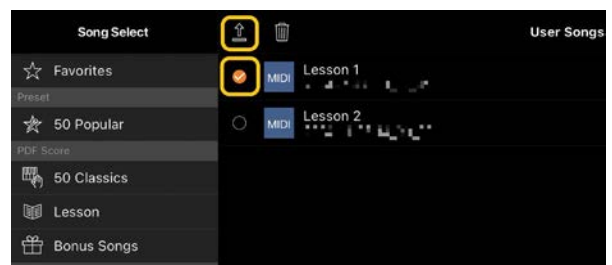 Song Select
User Songs
Favorites
Preset
50 Popular
PDF Score
50 Classics
Lesson
Bonus Songs
MIDI
Lesson 1
MIDI
Lesson 2